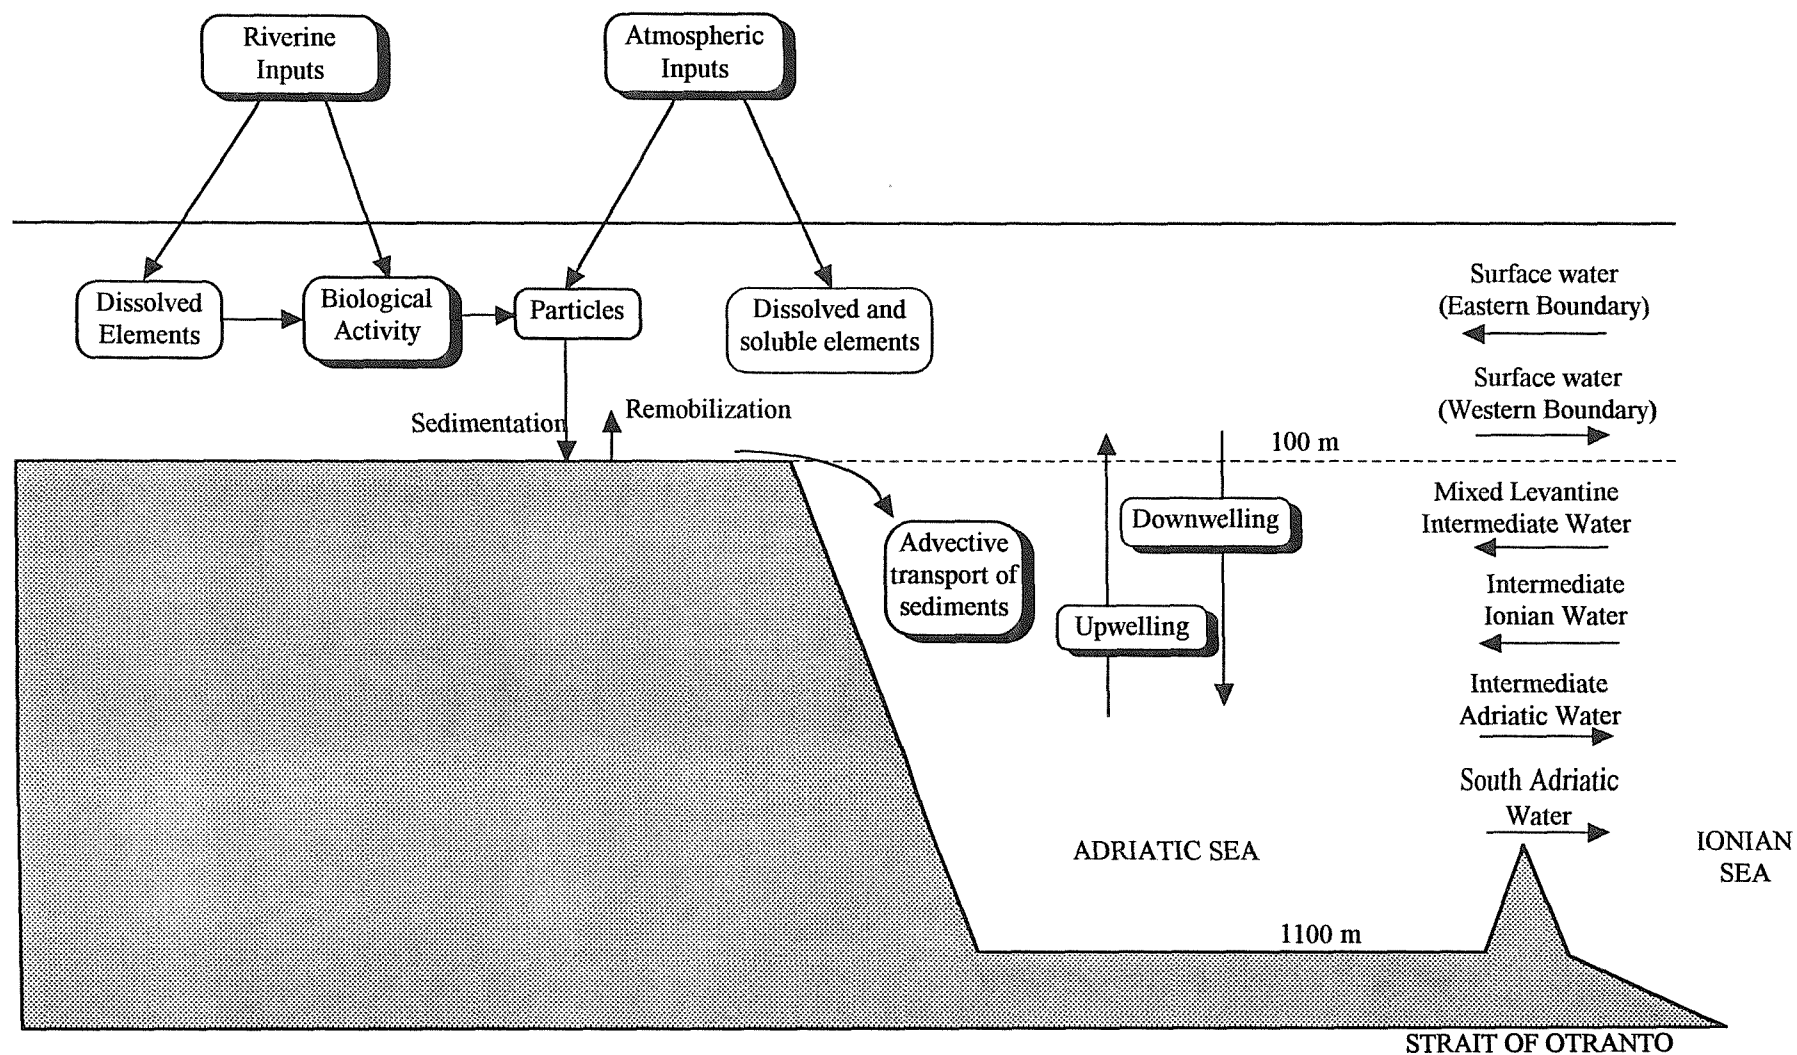 Riverine
Inputs
Atmospheric
Inputs
Dissolved
Elements
Biological
Activity
Particles
Dissolved and
soluble elements
Surface water
(Eastern Boundary)
Surface water
(Western Boundary)
Sedimentation
Remobilization
100 m
Mixed Levantine
Intermediate Water
Downwelling
Advective
transport of
sediments
Upwelling
Intermediate
Ionian Water
Intermediate
Adriatic Water
South Adriatic
Water
ADRIATIC SEA
IONIAN
SEA
1100 m
STRAIT OF OTRANTO